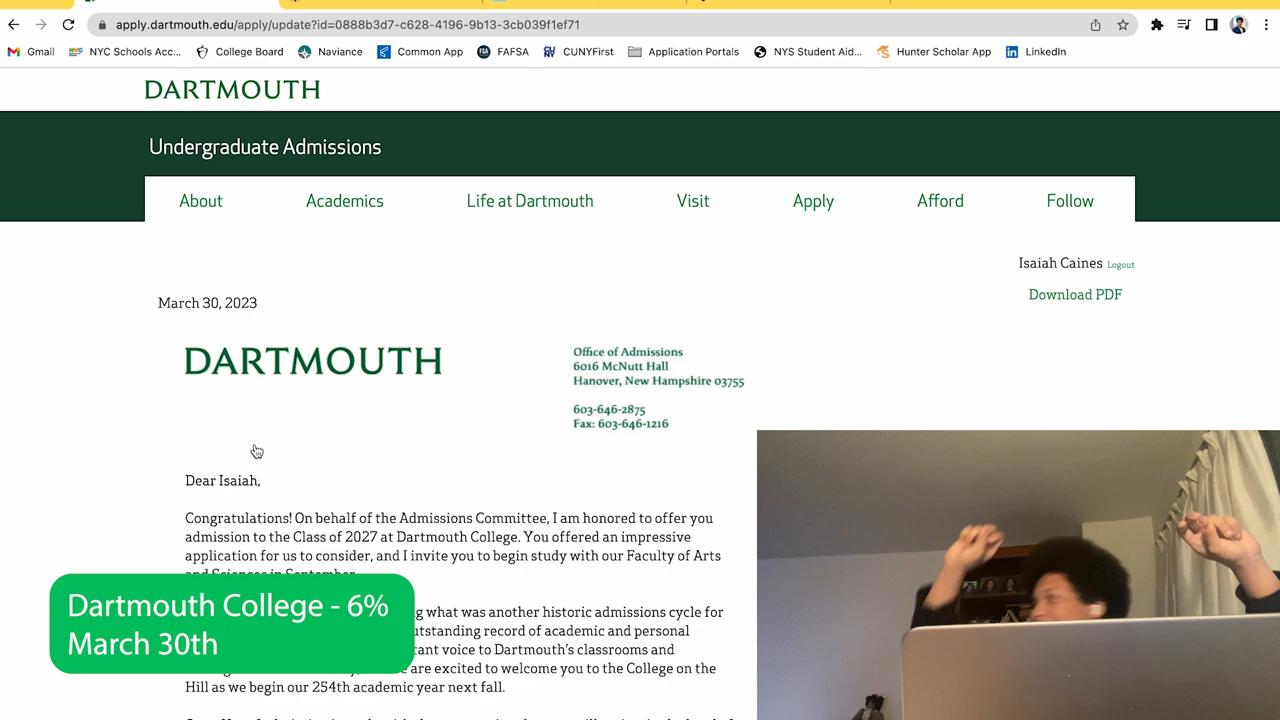 apply.dartmouth.edu/apply/update?id=0888b3d7-c628-4196-9b13-3cb039f1ef71
Gmail NYC Schools Acc... College Board Naviance Common App FAFSA CUNYFirst Application Portals NYS Student Aid... Hunter Scholar App LinkedIn
DARTMOUTH
Undergraduate Admissions
About Academics Life at Dartmouth Visit Apply Afford Follow
Isaiah Caines Logout
Download PDF
March 30, 2023
DARTMOUTH
Office of Admissions
6016 McNutt Hall
Hanover, New Hampshire 03755
603-646-2875
Fax: 603-646-1216
Dear Isaiah,
Congratulations! On behalf of the Admissions Committee, I am honored to offer you
admission to the Class of 2027 at Dartmouth College. You offered an impressive
application for us to consider, and I invite you to begin study with our Faculty of Arts
and Sciences in September.
what was another historic admissions cycle for
record of academic and personal
voice to Dartmouth's classrooms and
are excited to welcome you to the College on the
Hill as we begin our 254th academic year next fall.
Dartmouth College - 6%
March 30th